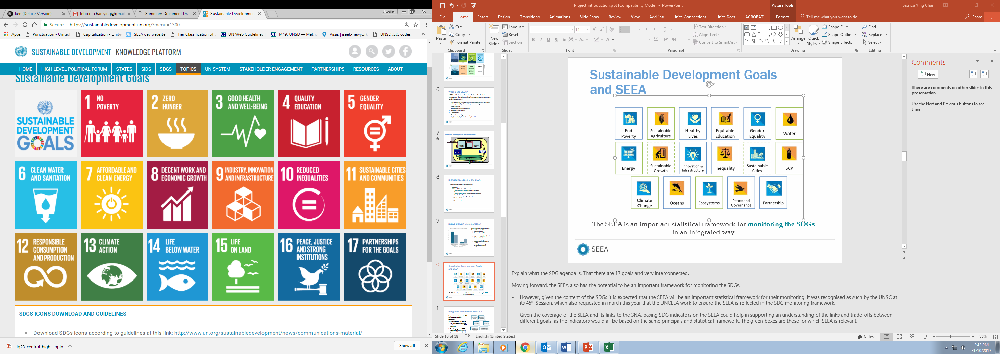 ken (Deluxe Version)
Inbox - chanjying@gmai
Summary Document Dra
Sustainable Developmen
Jessica
Secure | https://sustainabledevelopment.un.org/?menu=1300
Apps
Punctuation - United
Capitalization - Unite
SEEA dev website
Tier Classification of
UN Web Guidelines |
M49: UNSD — Meth
Visas | iseek-newyork
UNSD ISIC codes
»
SUSTAINABLE DEVELOPMENT KNOWLEDGE PLATFORM
HOME
HIGH-LEVEL POLITICAL FORUM
STATES
SIDS
SDGS
TOPICS
UN SYSTEM
STAKEHOLDER ENGAGEMENT
PARTNERSHIPS
RESOURCES
ABOUT
Sustainable Development Goals
SUSTAINABLE
DEVELOPMENT
GOALS
1 NO
POVERTY
2 ZERO
HUNGER
3 GOOD HEALTH
AND WELL-BEING
4 QUALITY
EDUCATION
5 GENDER
EQUALITY
6 CLEAN WATER
AND SANITATION
7 AFFORDABLE AND
CLEAN ENERGY
8 DECENT WORK AND
ECONOMIC GROWTH
9 INDUSTRY, INNOVATION
AND INFRASTRUCTURE
10 REDUCED
INEQUALITIES
11 SUSTAINABLE CITIES
AND COMMUNITIES
12 RESPONSIBLE
CONSUMPTION
AND PRODUCTION
13 CLIMATE
ACTION
14 LIFE
BELOW WATER
15 LIFE
ON LAND
16 PEACE, JUSTICE
AND STRONG
INSTITUTIONS
17 PARTNERSHIPS
FOR THE GOALS
SDGS ICONS DOWNLOAD AND GUIDELINES
Download SDGs icons according to guidelines at this link: http://www.un.org/sustainabledevelopment/news/communications-material/
lg23_central_high....pptx
Show all
Project introduction.ppt [Compatibility Mode] - PowerPoint
Picture Tools
Jessica Ying Chan
File
Home
Insert
Design
Transitions
Animations
Slide Show
Review
View
Add-ins
Unite Connections
Unite Docs
ACROBAT
Format
Tell me what you want to do
Share
Paste
Cut
Copy
Format Painter
Clipboard
New
Slide
Layout
Reset
Section
Slides
14
Font
Text Direction
Align Text
Convert to SmartArt
Paragraph
Arrange
Quick
Styles
Shape Fill
Shape Outline
Shape Effects
Drawing
Find
Replace
Select
Editing
6
What is the SEEA?
7
SEEA Conceptual Framework
8
3. Implementation of the SEEA
9
Status of SEEA implementation
10
Sustainable Development Goals
and SEEA
11
Integrated architecture for SDGs
Sustainable Development Goals
and SEEA
End
Poverty
Sustainable
Agriculture
Healthy
Lives
Equitable
Education
Gender
Equality
Water
Energy
Sustainable
Growth
Innovation &
Infrastructure
Inequality
Sustainable
Cities
SCP
Climate
Change
Oceans
Ecosystems
Peace and
Governance
Partnership
The SEEA is an important statistical framework for monitoring the SDGs
in an integrated way
SEEA
Comments
New
There are comments on other slides in this
presentation.
Use the Next and Previous buttons to see
them.
Explain what the SDG agenda is. That there are 17 goals and very interconnected.
Moving forward, the SEEA also has the potential to be an important framework for monitoring the SDGs.
- However, given the content of the SDGs it is expected that the SEEA will be an important statistical framework for their monitoring. It was recognised as such by the UNSC at
its 45th Session, which also requested in march this year that the UNCEEA work to ensure the SEEA is reflected in the SDG monitoring framework.
- Given the coverage of the SEEA and its links to the SNA, basing SDG indicators on the SEEA could help in supporting an understanding of the links and trade-offs between
different goals, as the indicators would all be based on the same principals and statistical framework. The green boxes are those for which SEEA is relevant.
Slide 10 of 18
English (United States)
Notes
85%
2:42 PM
31/10/2017